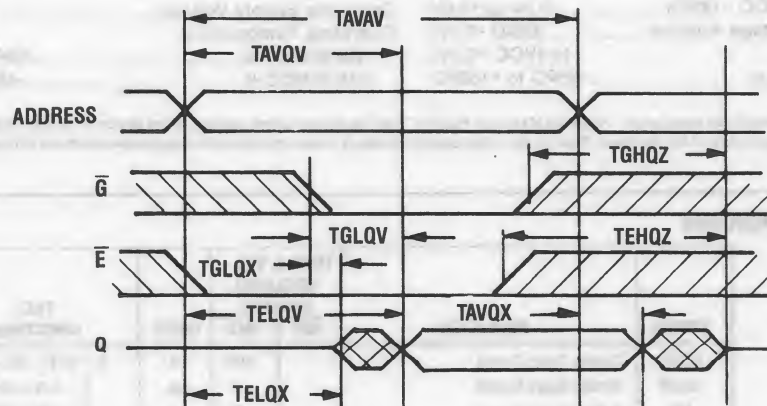 TAVAV
TAVQV
ADDRESS
TGHQZ
G̅
TGLQV
TEHQZ
E̅
TGLQX
TELQV
TAVQX
Q
TELQX